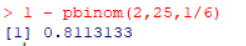 > 1 - pbinom(2,25,1/6)
[1] 0.8113133